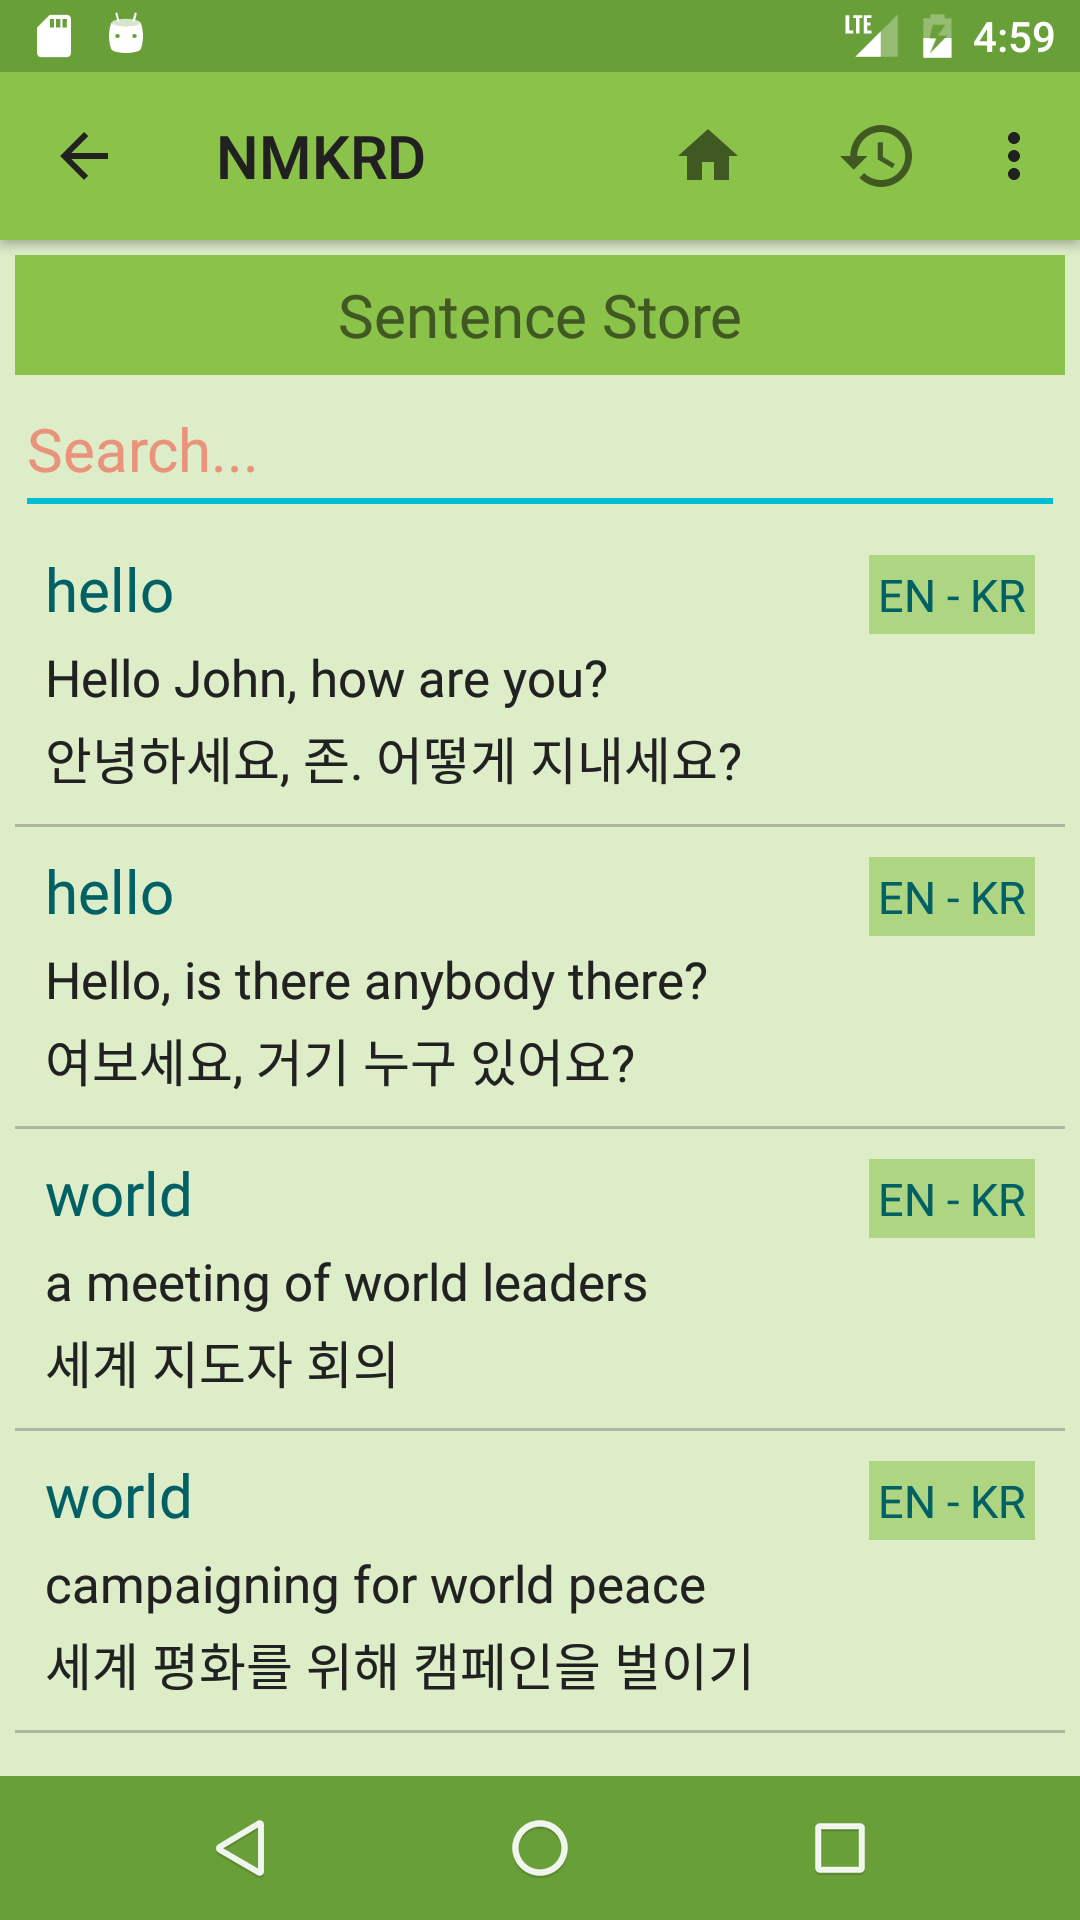 LTE 4:59
NMKRD
Sentence Store
Search...
hello EN - KR
Hello John, how are you?
안녕하세요, 존. 어떻게 지내세요?
hello EN - KR
Hello, is there anybody there?
여보세요, 거기 누구 있어요?
world EN - KR
a meeting of world leaders
세계 지도자 회의
world EN - KR
campaigning for world peace
세계 평화를 위해 캠페인을 벌이기